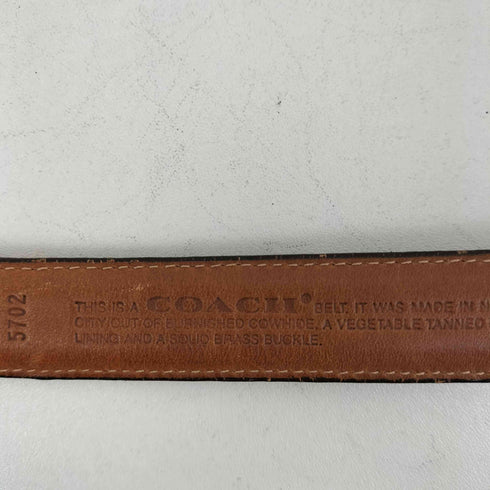 5702
THIS IS A COACH® BELT. IT WAS MADE IN N
CITY OUT OF BURNISHED COWHIDE, A VEGETABLE TANNED
LINING AND A SOLID BRASS BUCKLE.